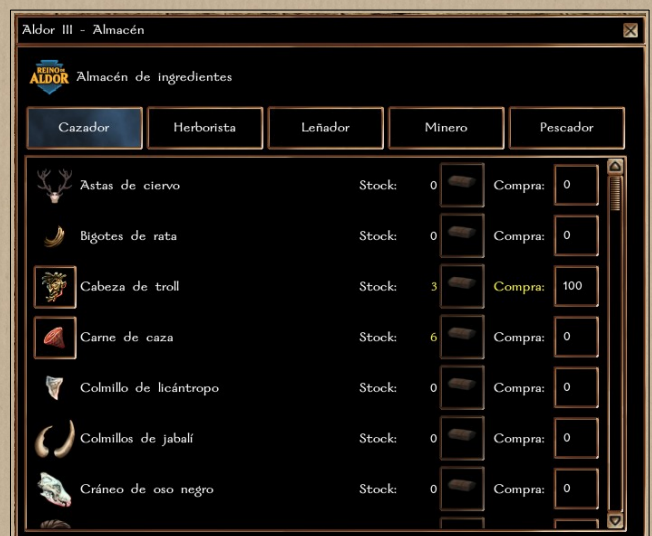 Aldor III - Almacén
REINO DE
ALDOR
Almacén de ingredientes
Cazador Herborista Leñador Minero Pescador
Astas de ciervo Stock: 0 Compra: 0
Bigotes de rata Stock: 0 Compra: 0
Cabeza de troll Stock: 3 Compra: 100
Carne de caza Stock: 6 Compra: 0
Colmillo de licántropo Stock: 0 Compra: 0
Colmillos de jabalí Stock: 0 Compra: 0
Cráneo de oso negro Stock: 0 Compra: 0